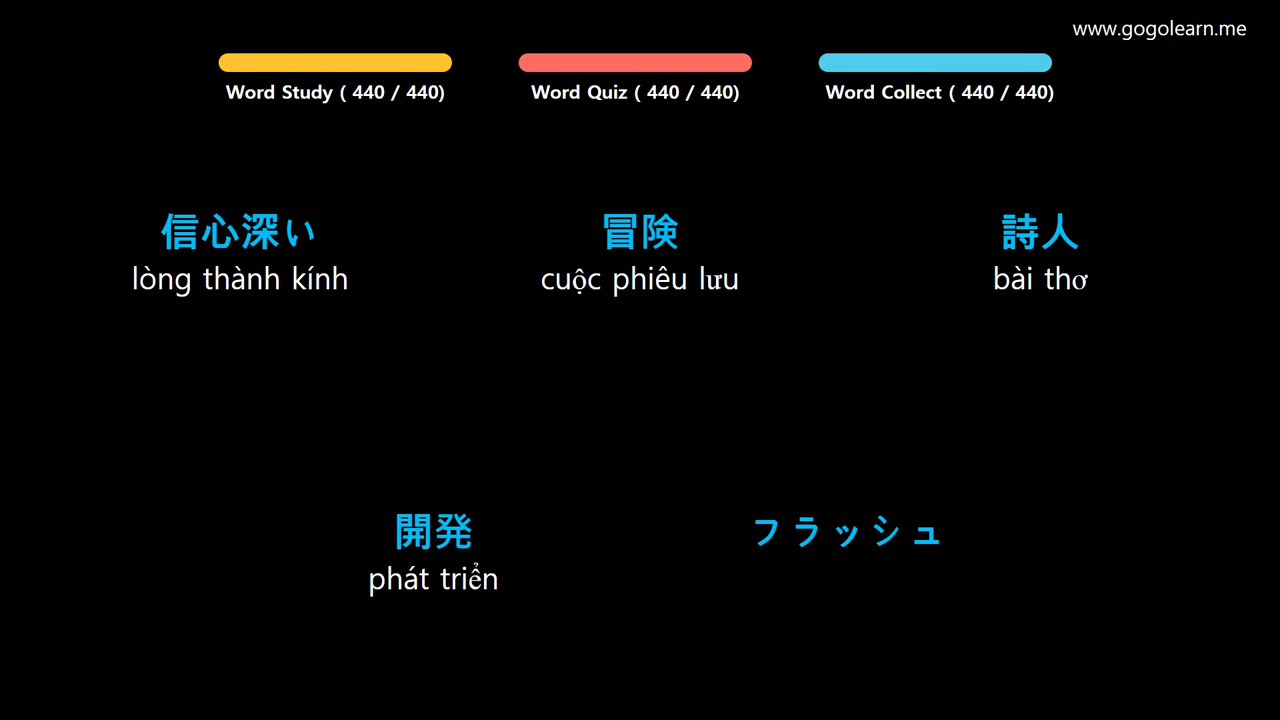 www.gogolearn.me
Word Study ( 440 / 440)
Word Quiz ( 440 / 440)
Word Collect ( 440 / 440)
信心深い
lòng thành kính
冒険
cuộc phiêu lưu
詩人
bài thơ
開発
phát triển
フラッシュ